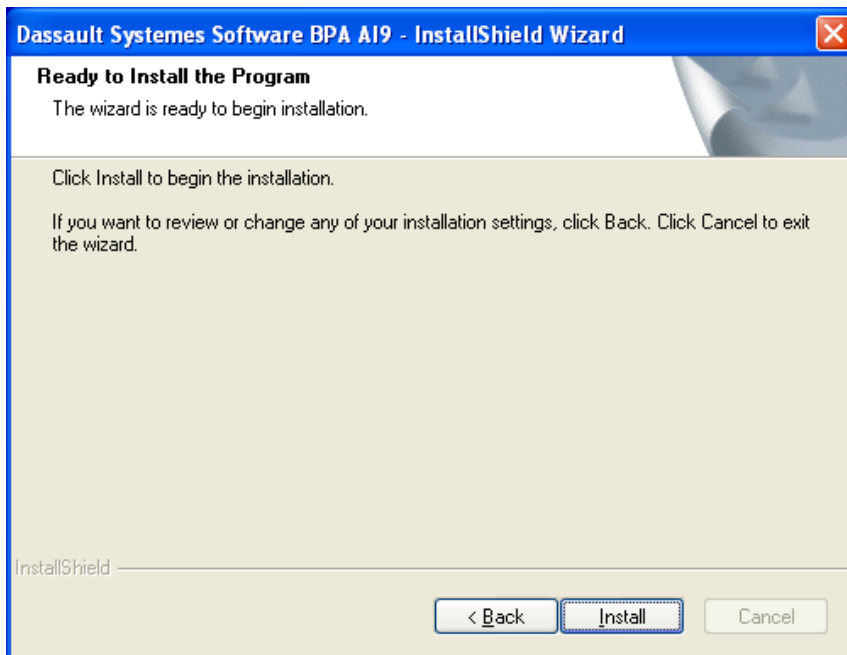 Dassault Systemes Software BPA AI9 - InstallShield Wizard
Ready to Install the Program
The wizard is ready to begin installation.
Click Install to begin the installation.
If you want to review or change any of your installation settings, click Back. Click Cancel to exit
the wizard.
InstallShield
< Back Install Cancel